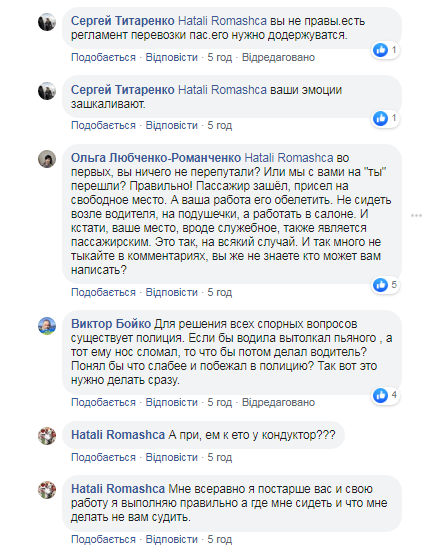 Сергей Титаренко Hatali Romashca вы не правы.есть
регламент перевозки пас.его нужно додержуватся.
1
Подобається · Відповісти · 5 год · Відредаговано
Сергей Титаренко Hatali Romashca ваши эмоции
зашкаливают.
1
Подобається · Відповісти · 5 год
Ольга Любченко-Романченко Hatali Romashca во
первых, вы ничего не перепутали? Или мы с вами на "ты"
перешли? Правильно! Пассажир зашёл, присел на
свободное место. А ваша работа его обелетить. Не сидеть
возле водителя, на подушечки, а работать в салоне. И
кстати, ваше место, вроде служебное, также является
пассажирским. Это так, на всякий случай. И так много не
тыкайте в комментариях, вы же не знаете кто может вам
написать?
5
Подобається · Відповісти · 5 год
Виктор Бойко Для решения всех спорных вопросов
существует полиция. Если бы водила вытолкал пьяного , а
тот ему нос сломал, то что бы потом делал водитель?
Понял бы что слабее и побежал в полицию? Так вот это
нужно делать сразу.
4
Подобається · Відповісти · 5 год · Відредаговано
Hatali Romashca А при, ем к ето у кондуктор???
Подобається · Відповісти · 5 год
Hatali Romashca Мне всеравно я постарше вас и свою
работу я выполняю правильно а где мне сидеть и что мне
делать не вам судить.
Подобається · Відповісти · 5 год